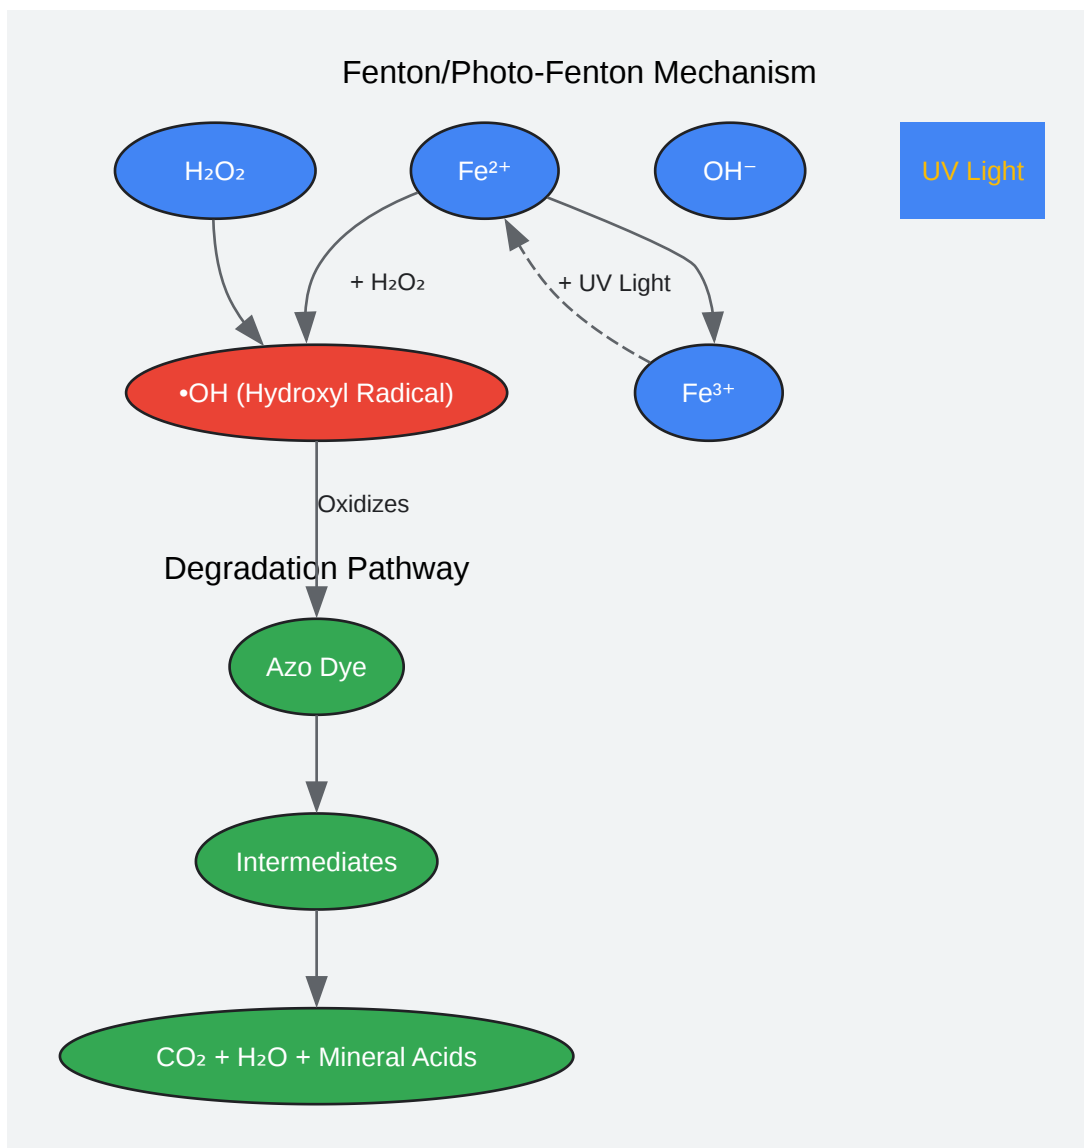 Fenton/Photo-Fenton Mechanism
H₂O₂
Fe²⁺
OH⁻
UV Light
+ H₂O₂
+ UV Light
•OH (Hydroxyl Radical)
Fe³⁺
Oxidizes
Degradation Pathway
Azo Dye
Intermediates
CO₂ + H₂O + Mineral Acids